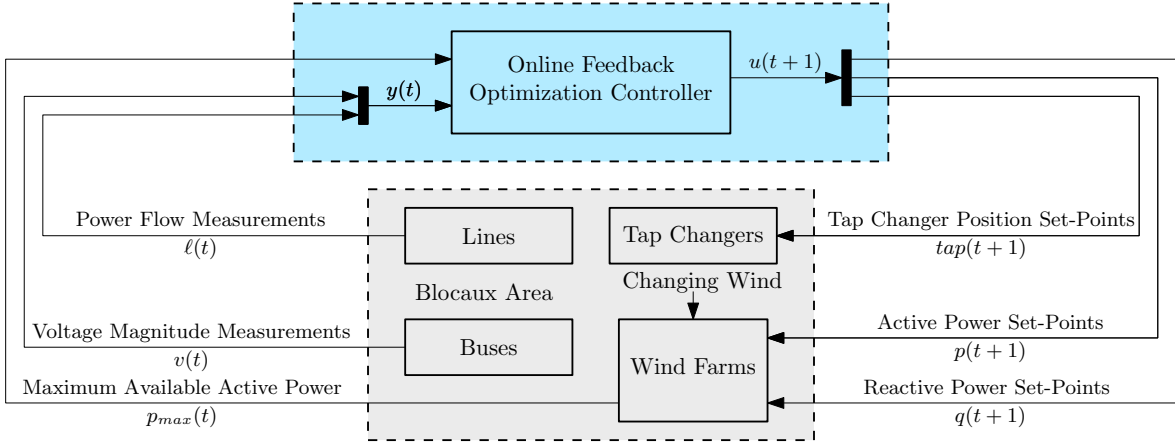 Online Feedback
Optimization Controller
y(t)
u(t + 1)
Power Flow Measurements
ℓ(t)
Lines
Tap Changers
Tap Changer Position Set-Points
tap(t + 1)
Blocaux Area
Changing Wind
Voltage Magnitude Measurements
v(t)
Buses
Wind Farms
Active Power Set-Points
p(t + 1)
Maximum Available Active Power
p_{max}(t)
Reactive Power Set-Points
q(t + 1)